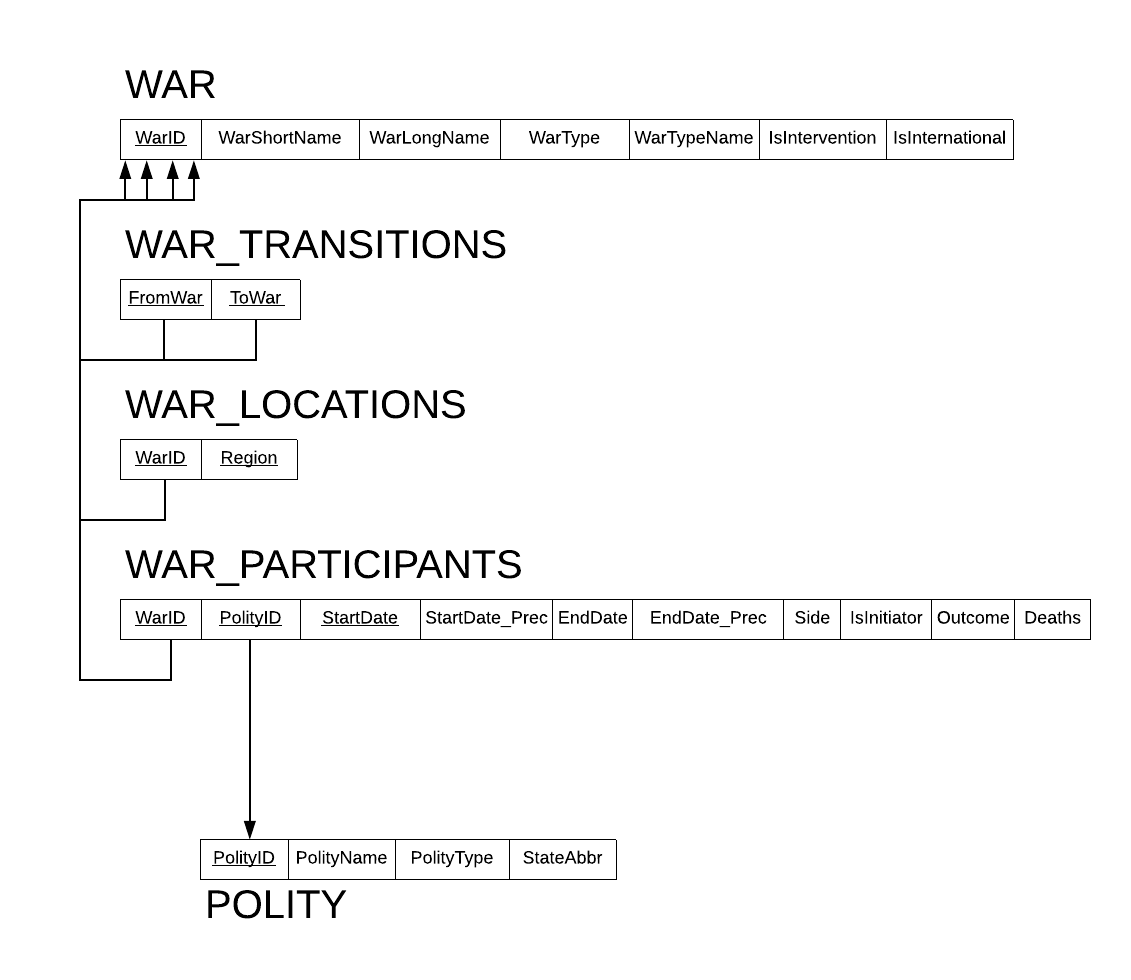 WAR
WarID WarShortName WarLongName WarType WarTypeName IsIntervention IsInternational
WAR_TRANSITIONS
FromWar ToWar
WAR_LOCATIONS
WarID Region
WAR_PARTICIPANTS
WarID PolityID StartDate StartDate_Prec EndDate EndDate_Prec Side IsInitiator Outcome Deaths
PolityID PolityName PolityType StateAbbr
POLITY